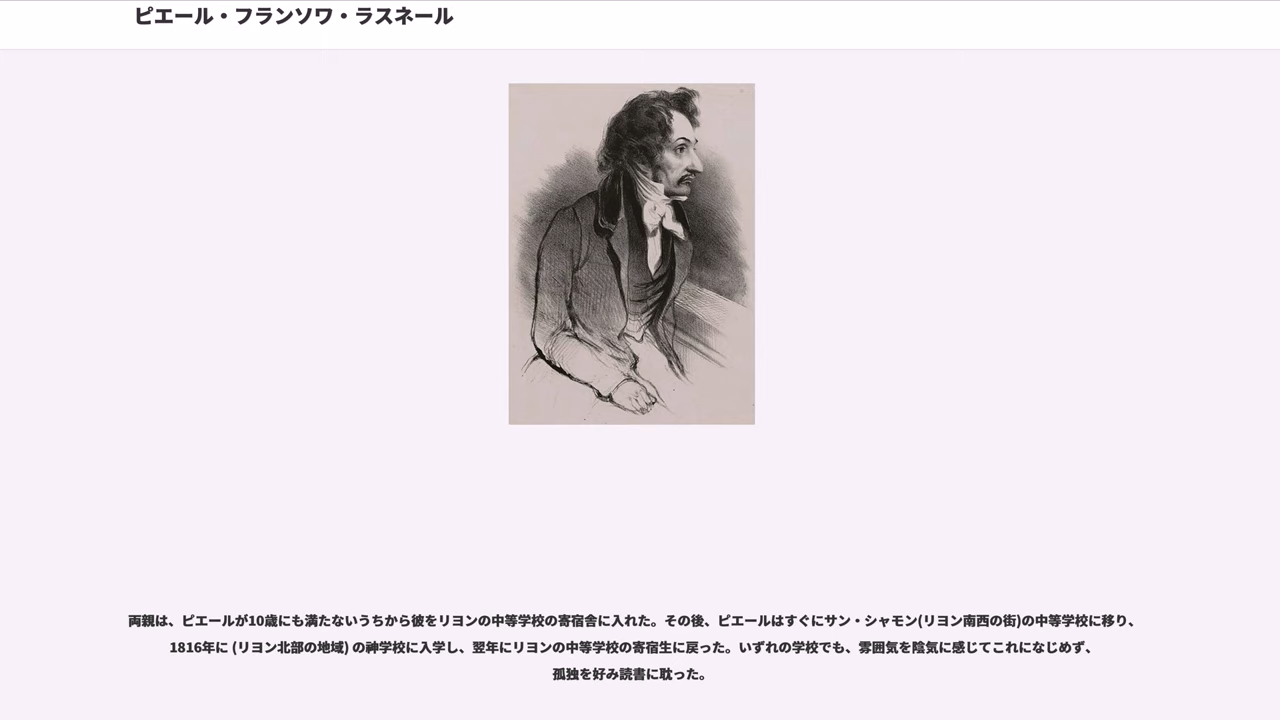 ピエール・フランソワ・ラスネール
両親は、ピエールが10歳にも満たないうちから彼をリヨンの中等学校の寄宿舎に入れた。その後、ピエールはすぐにサン・シャモン(リヨン南西の街)の中等学校に移り、
1816年に (リヨン北部の地域) の神学校に入学し、翌年にリヨンの中等学校の寄宿生に戻った。いずれの学校でも、雰囲気を陰気に感じてこれになじめず、
孤独を好み読書に耽った。